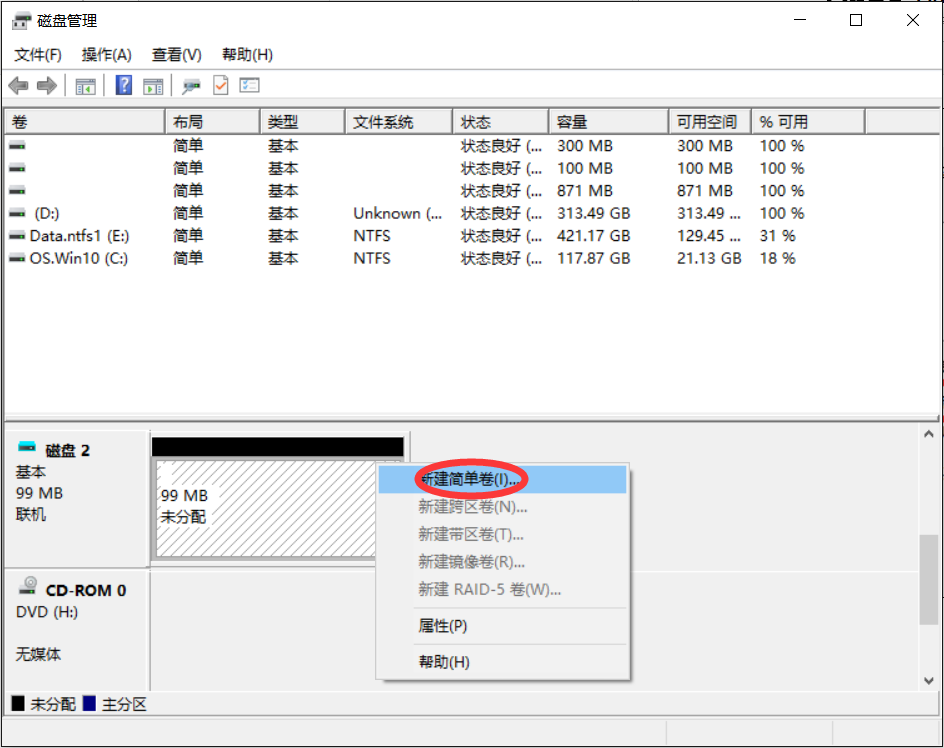 磁盘管理
文件(F) 操作(A) 查看(V) 帮助(H)
卷 布局 类型 文件系统 状态 容量 可用空间 % 可用
简单 基本 状态良好 (... 300 MB 300 MB 100 %
简单 基本 状态良好 (... 100 MB 100 MB 100 %
简单 基本 状态良好 (... 871 MB 871 MB 100 %
(D:) 简单 基本 Unknown (... 状态良好 (... 313.49 GB 313.49 ... 100 %
Data.ntfs1 (E:) 简单 基本 NTFS 状态良好 (... 421.17 GB 129.45 ... 31 %
OS.Win10 (C:) 简单 基本 NTFS 状态良好 (... 117.87 GB 21.13 GB 18 %
磁盘 2
基本
99 MB
联机
99 MB
未分配
新建简单卷(I)...
新建跨区卷(N)...
新建带区卷(T)...
新建镜像卷(R)...
新建 RAID-5 卷(W)...
属性(P)
帮助(H)
CD-ROM 0
DVD (H:)
无媒体
未分配 主分区